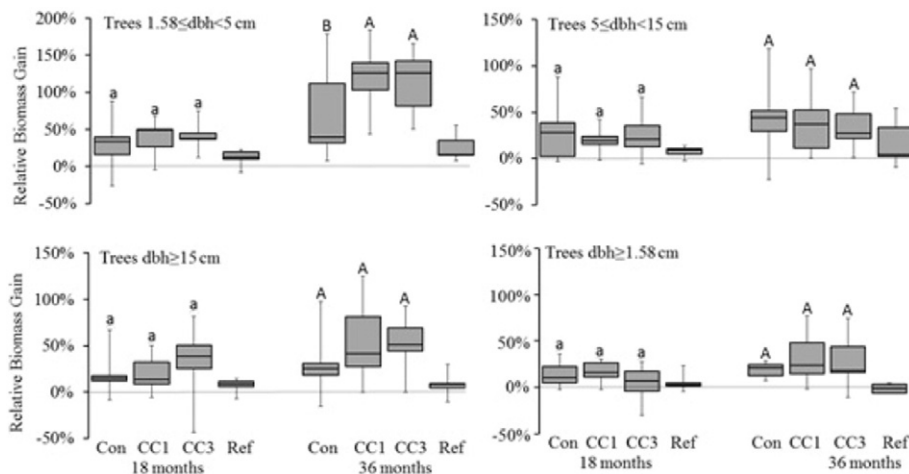 Trees 1.58≤dbh<5 cm
Relative Biomass Gain
200%
150%
100%
50%
0%
-50%
a a a
B A A
Trees 5≤dbh<15 cm
150%
100%
50%
0%
-50%
a a a
A A A
Trees dbh≥15 cm
Relative Biomass Gain
150%
100%
50%
0%
-50%
a a a
A A A
Con CC1 CC3 Ref Con CC1 CC3 Ref
18 months 36 months
Trees dbh≥1.58 cm
150%
100%
50%
0%
-50%
a a a
A A A
Con CC1 CC3 Ref Con CC1 CC3 Ref
18 months 36 months